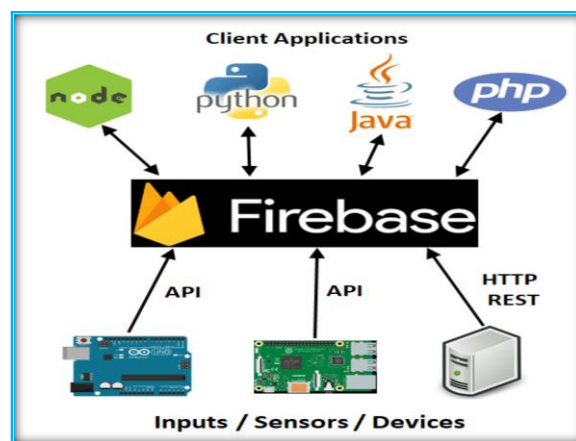 Client Applications
node
python
Java
php
Firebase
API
API
HTTP
REST
Inputs / Sensors / Devices